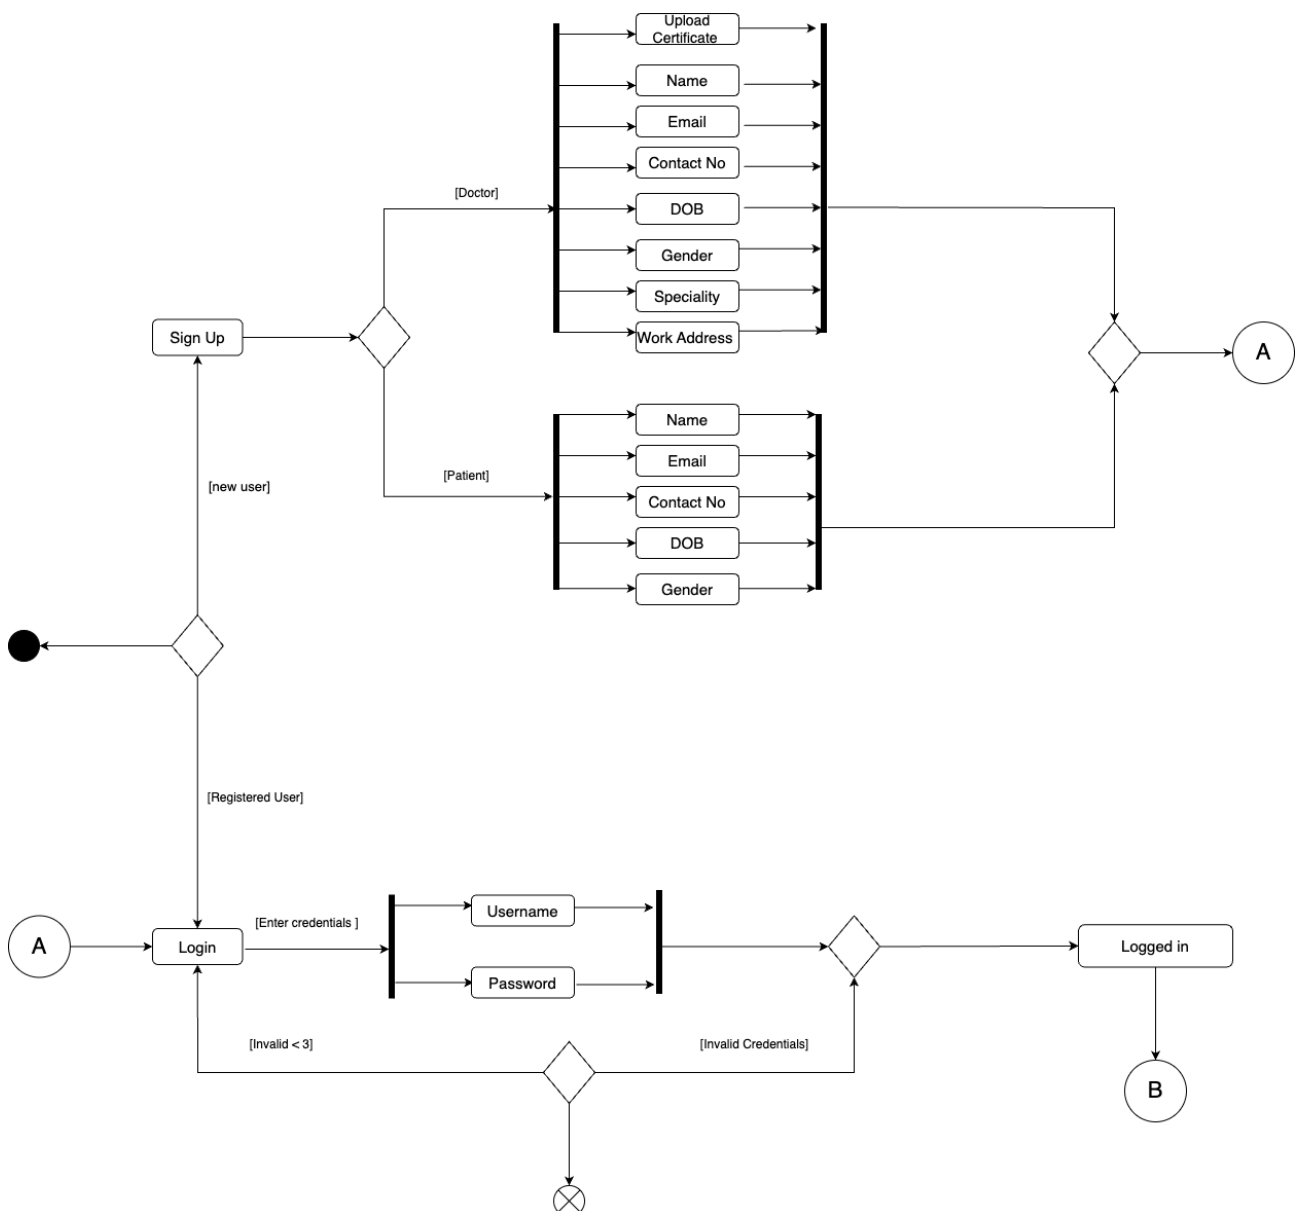 Upload
Certificate
Name
Email
Contact No
[Doctor]
DOB
Gender
Speciality
Sign Up
Work Address
A
Name
Email
[Patient]
[new user]
Contact No
DOB
Gender
[Registered User]
A
Login
[Enter credentials ]
Username
Password
Logged in
[Invalid < 3]
[Invalid Credentials]
B